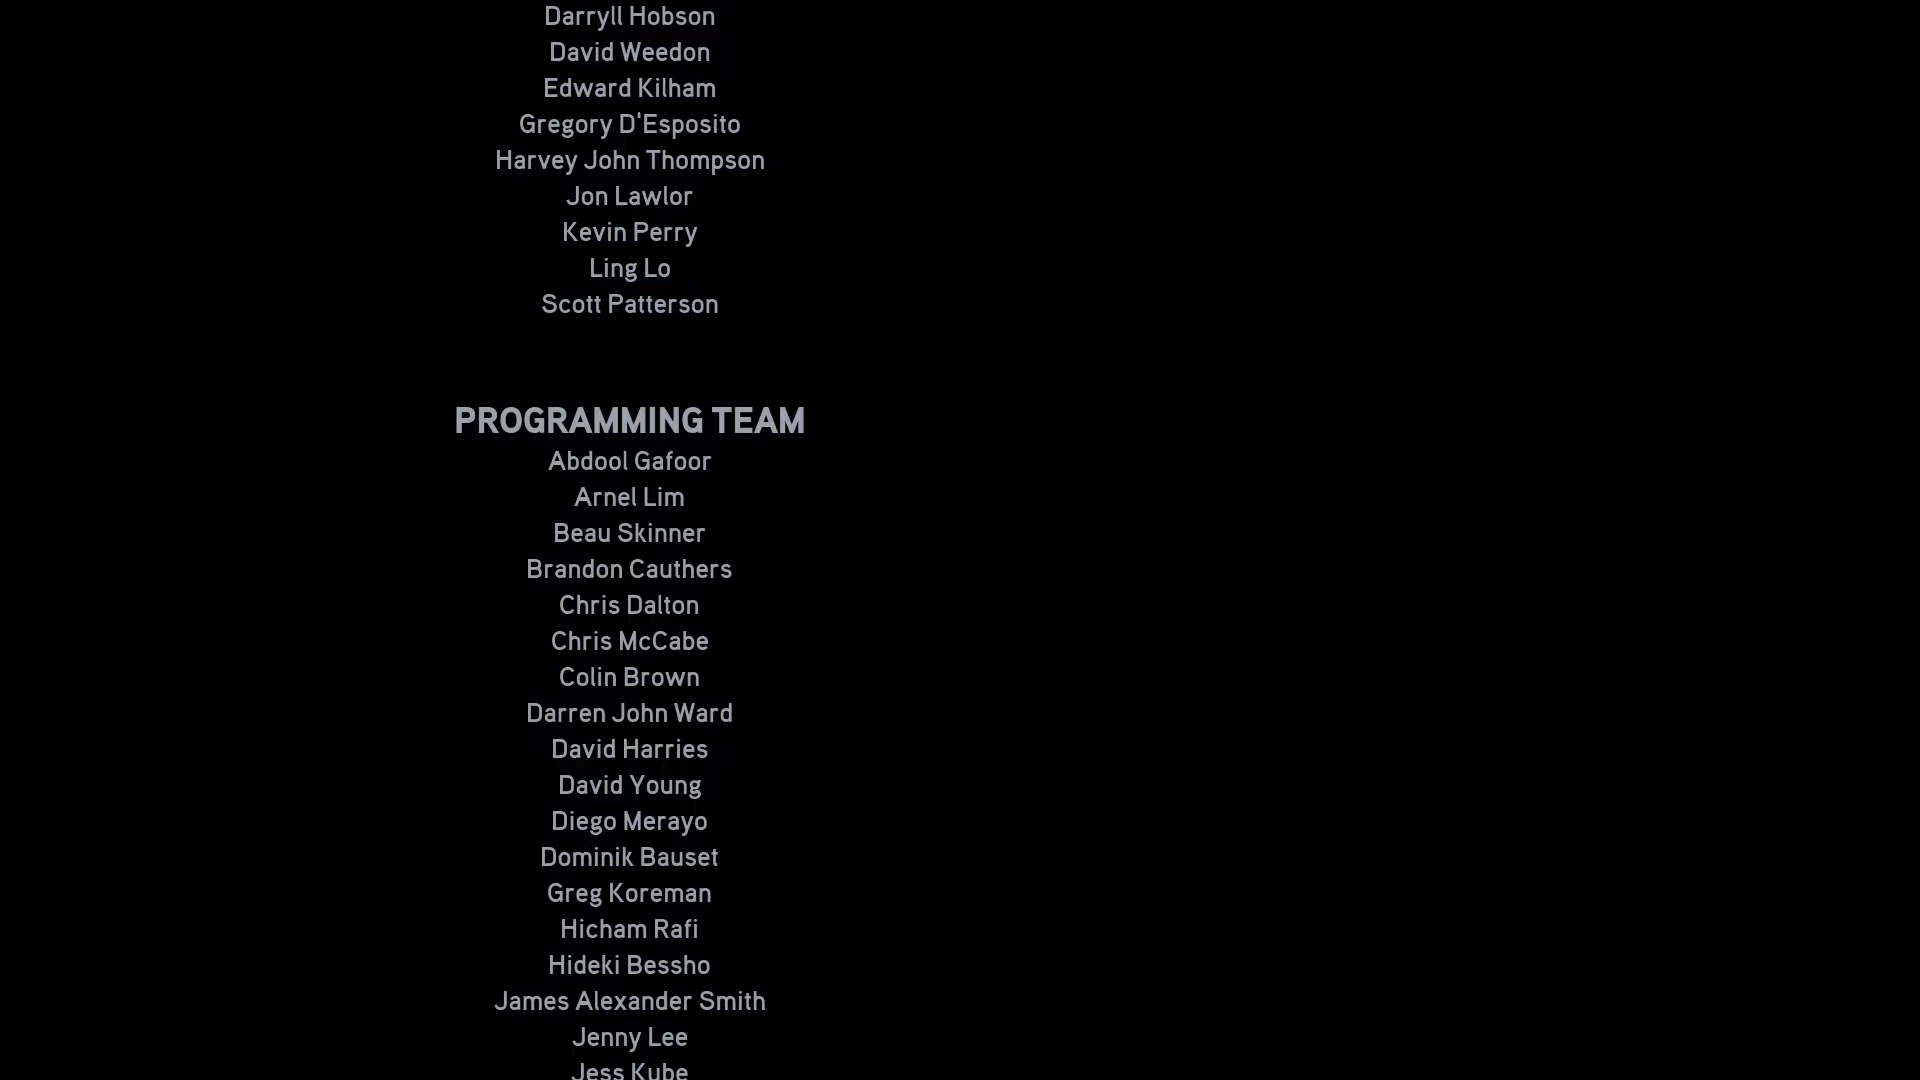 Darryll Hobson
David Weedon
Edward Kilham
Gregory D'Esposito
Harvey John Thompson
Jon Lawlor
Kevin Perry
Ling Lo
Scott Patterson
PROGRAMMING TEAM
Abdool Gafoor
Arnel Lim
Beau Skinner
Brandon Cauthers
Chris Dalton
Chris McCabe
Colin Brown
Darren John Ward
David Harries
David Young
Diego Merayo
Dominik Bauset
Greg Koreman
Hicham Rafi
Hideki Bessho
James Alexander Smith
Jenny Lee
Jess Kube